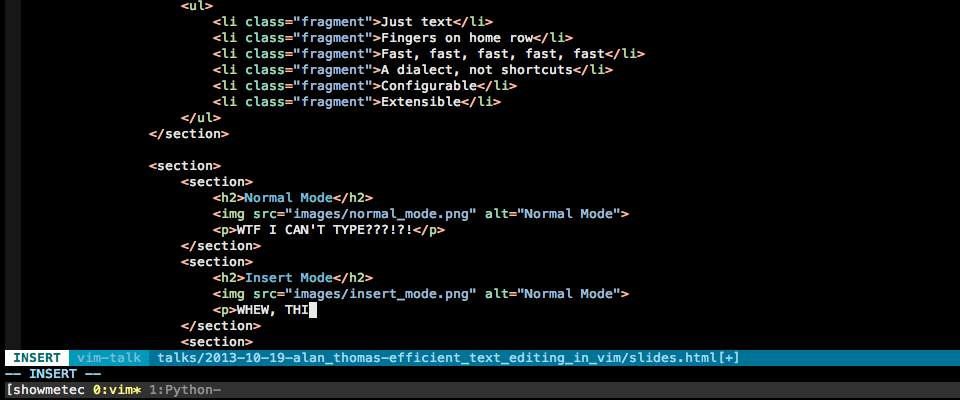 <ul>
<li class="fragment">Just text</li>
<li class="fragment">Fingers on home row</li>
<li class="fragment">Fast, fast, fast, fast, fast</li>
<li class="fragment">A dialect, not shortcuts</li>
<li class="fragment">Configurable</li>
<li class="fragment">Extensible</li>
</ul>
</section>
<section>
<section>
<h2>Normal Mode</h2>
<img src="images/normal_mode.png" alt="Normal Mode">
<p>WTF I CAN'T TYPE???!?!</p>
</section>
<section>
<h2>Insert Mode</h2>
<img src="images/insert_mode.png" alt="Normal Mode">
<p>WHEW, THI
</section>
<section>
INSERT vim-talk talks/2013-10-19-alan_thomas-efficient_text_editing_in_vim/slides.html[+]
-- INSERT --
[showmetec 0:vim* 1:Python-